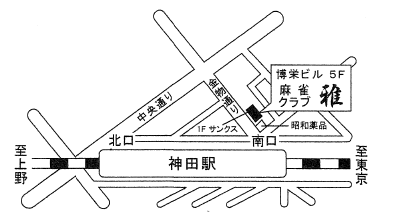 博栄ビル 5F
麻雀
クラブ 雅
中央通り
金物通り
1F サンクス
昭和薬品
北口
南口
至上野
神田駅
至東京